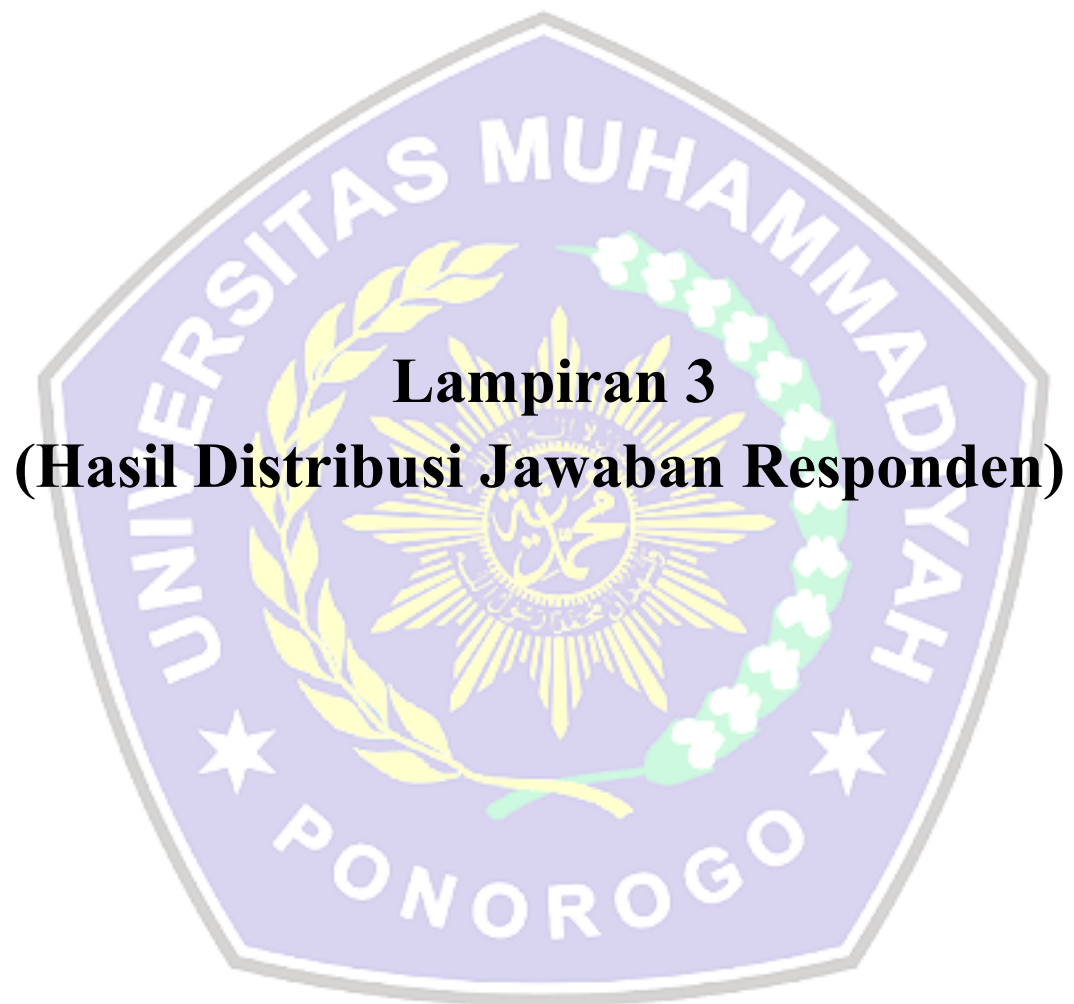 UNIVERSITAS MUHAMMADIYAH
Lampiran 3
(Hasil Distribusi Jawaban Responden)
PONOROGO